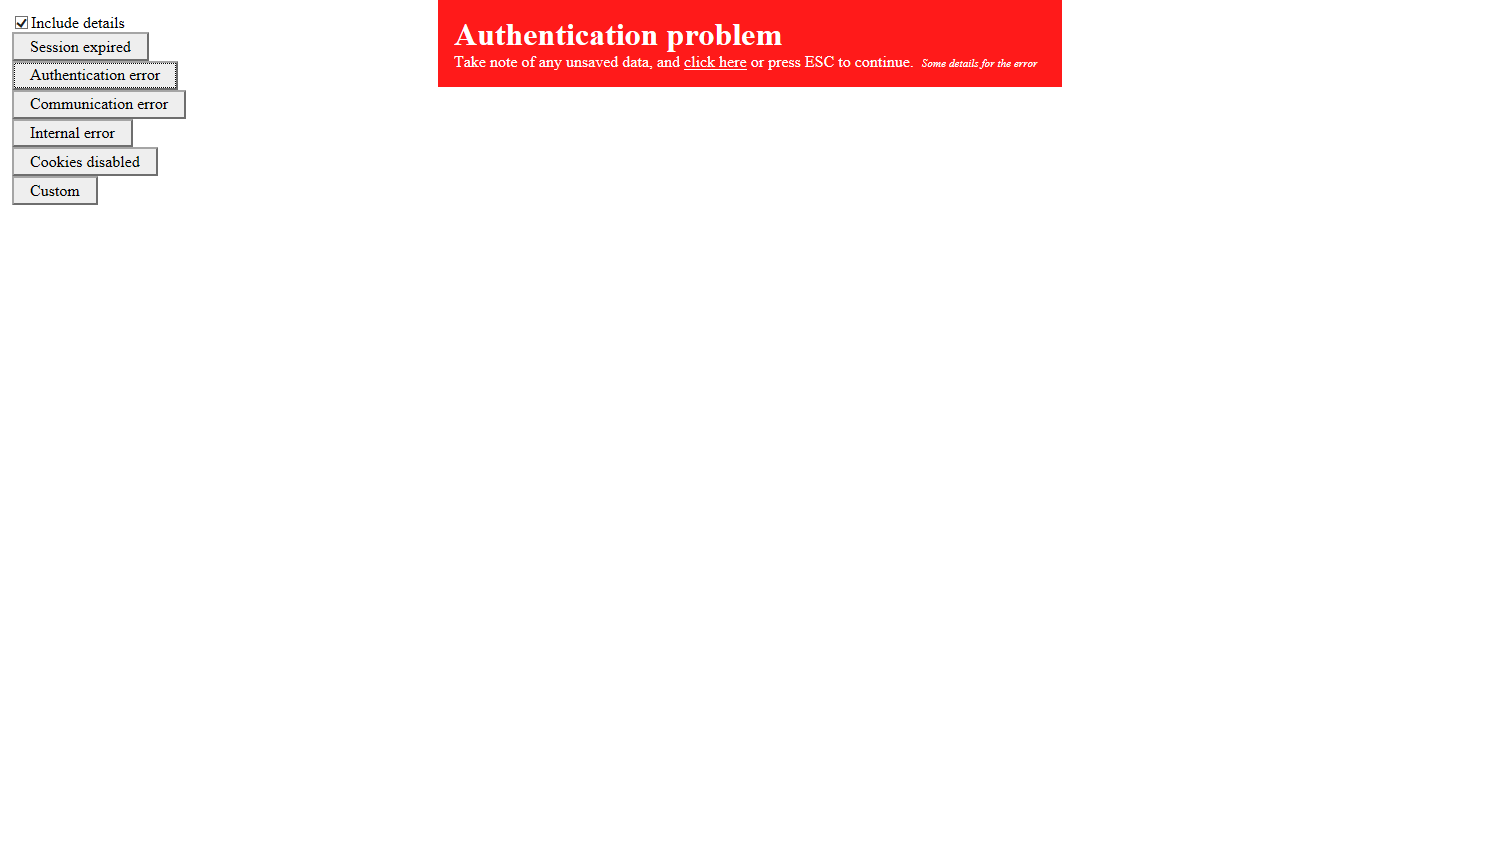 Include details
Session expired
Authentication error
Communication error
Internal error
Cookies disabled
Custom
Authentication problem
Take note of any unsaved data, and click here or press ESC to continue. Some details for the error